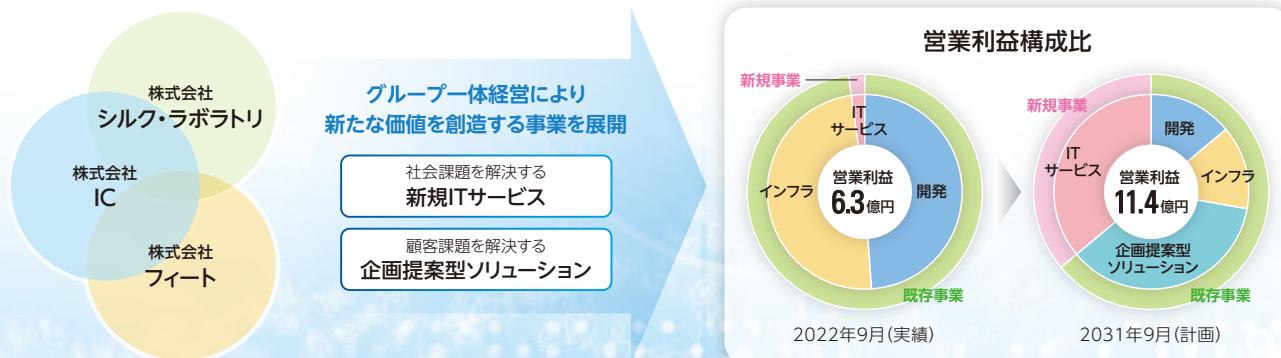 株式会社
シルク・ラボラトリ
株式会社
IC
株式会社
フィート
グループ一体経営により
新たな価値を創造する事業を展開
社会課題を解決する
新規ITサービス
顧客課題を解決する
企画提案型ソリューション
営業利益構成比
新規事業
IT
サービス
インフラ
営業利益
6.3億円
開発
既存事業
2022年9月(実績)
新規事業
開発
IT
サービス
インフラ
営業利益
11.4億円
企画提案型
ソリューション
既存事業
2031年9月(計画)